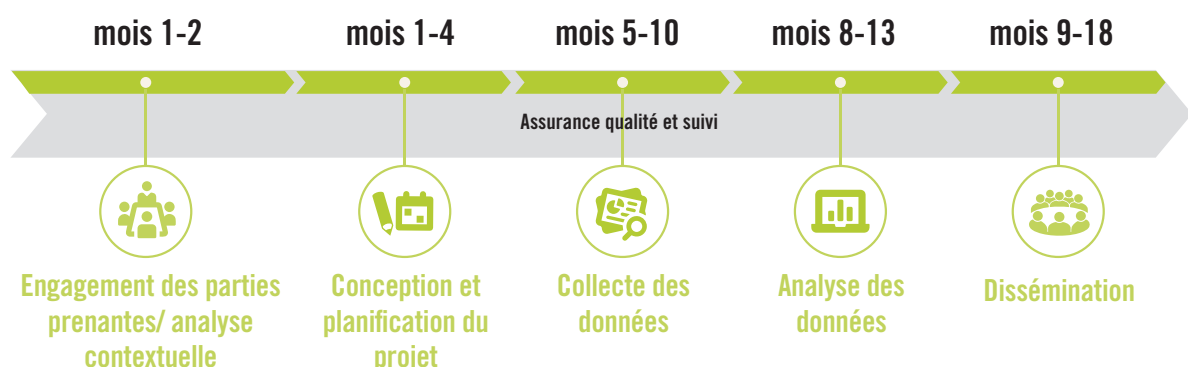 mois 1-2
mois 1-4
mois 5-10
mois 8-13
mois 9-18
Assurance qualité et suivi
Engagement des parties
prenantes/ analyse
contextuelle
Conception et
planification du
projet
Collecte des
données
Analyse des
données
Dissémination